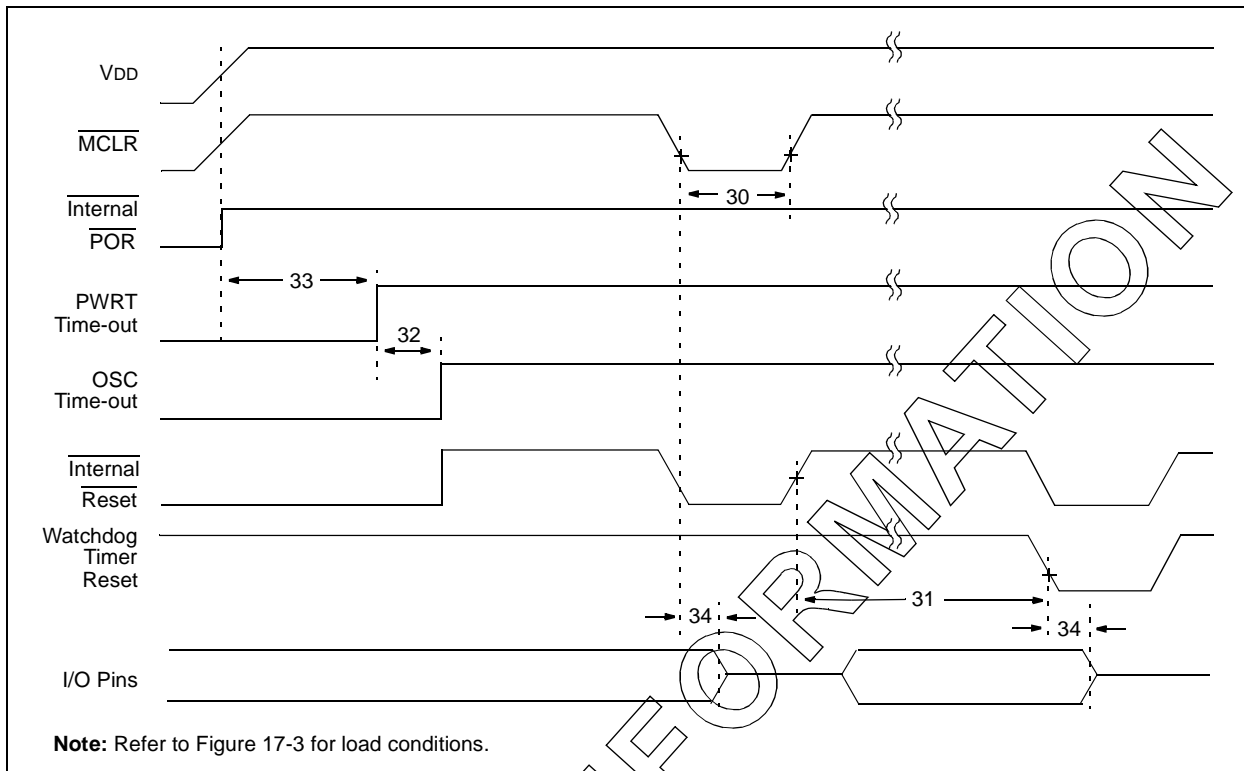 VDD
MCLR
30
Internal
POR
33
PWRT
Time-out
32
OSC
Time-out
Internal
Reset
Watchdog
Timer
Reset
31
34
34
I/O Pins
Note: Refer to Figure 17-3 for load conditions.
FORMATION